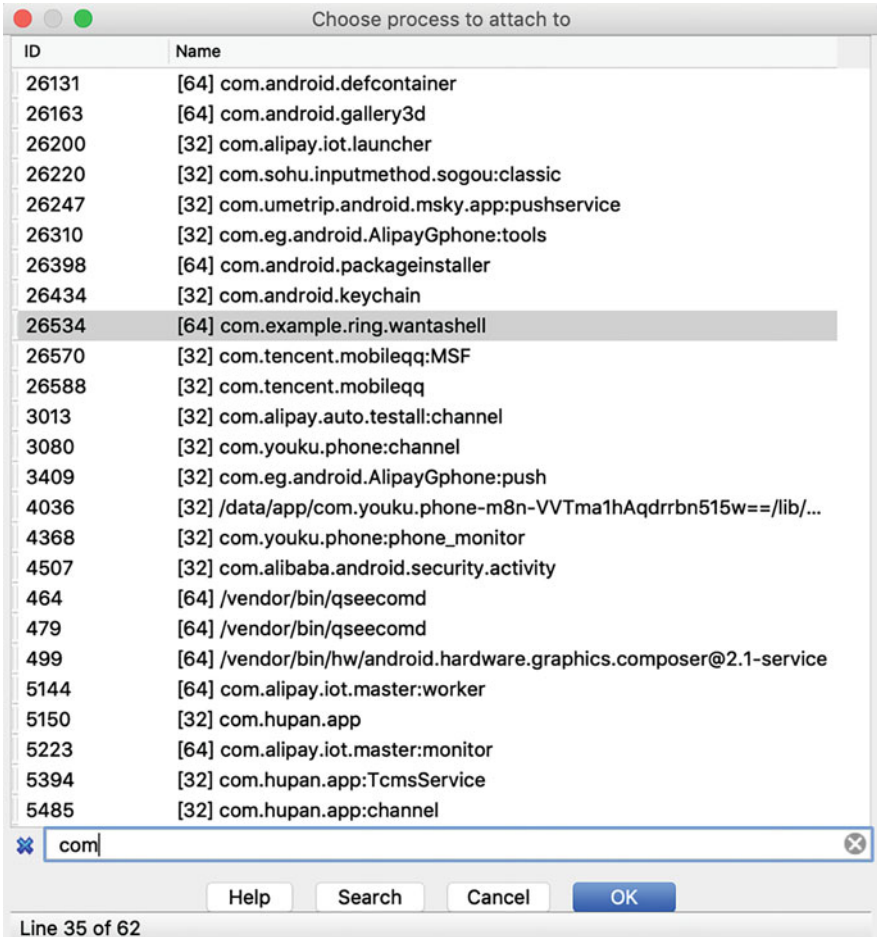 Choose process to attach to
ID Name
26131 [64] com.android.defcontainer
26163 [64] com.android.gallery3d
26200 [32] com.alipay.iot.launcher
26220 [32] com.sohu.inputmethod.sogou:classic
26247 [32] com.umetrip.android.msky.app:pushservice
26310 [32] com.eg.android.AlipayGphone:tools
26398 [64] com.android.packageinstaller
26434 [32] com.android.keychain
26534 [64] com.example.ring.wantashell
26570 [32] com.tencent.mobileqq:MSF
26588 [32] com.tencent.mobileqq
3013 [32] com.alipay.auto.testall:channel
3080 [32] com.youku.phone:channel
3409 [32] com.eg.android.AlipayGphone:push
4036 [32] /data/app/com.youku.phone-m8n-VVTma1hAqdrrbn515w==/lib/...
4368 [32] com.youku.phone:phone_monitor
4507 [32] com.alibaba.android.security.activity
464 [64] /vendor/bin/qseecomd
479 [64] /vendor/bin/qseecomd
499 [64] /vendor/bin/hw/android.hardware.graphics.composer@2.1-service
5144 [64] com.alipay.iot.master:worker
5150 [32] com.hupan.app
5223 [64] com.alipay.iot.master:monitor
5394 [32] com.hupan.app:TcmsService
5485 [32] com.hupan.app:channel
com
Help Search Cancel OK
Line 35 of 62